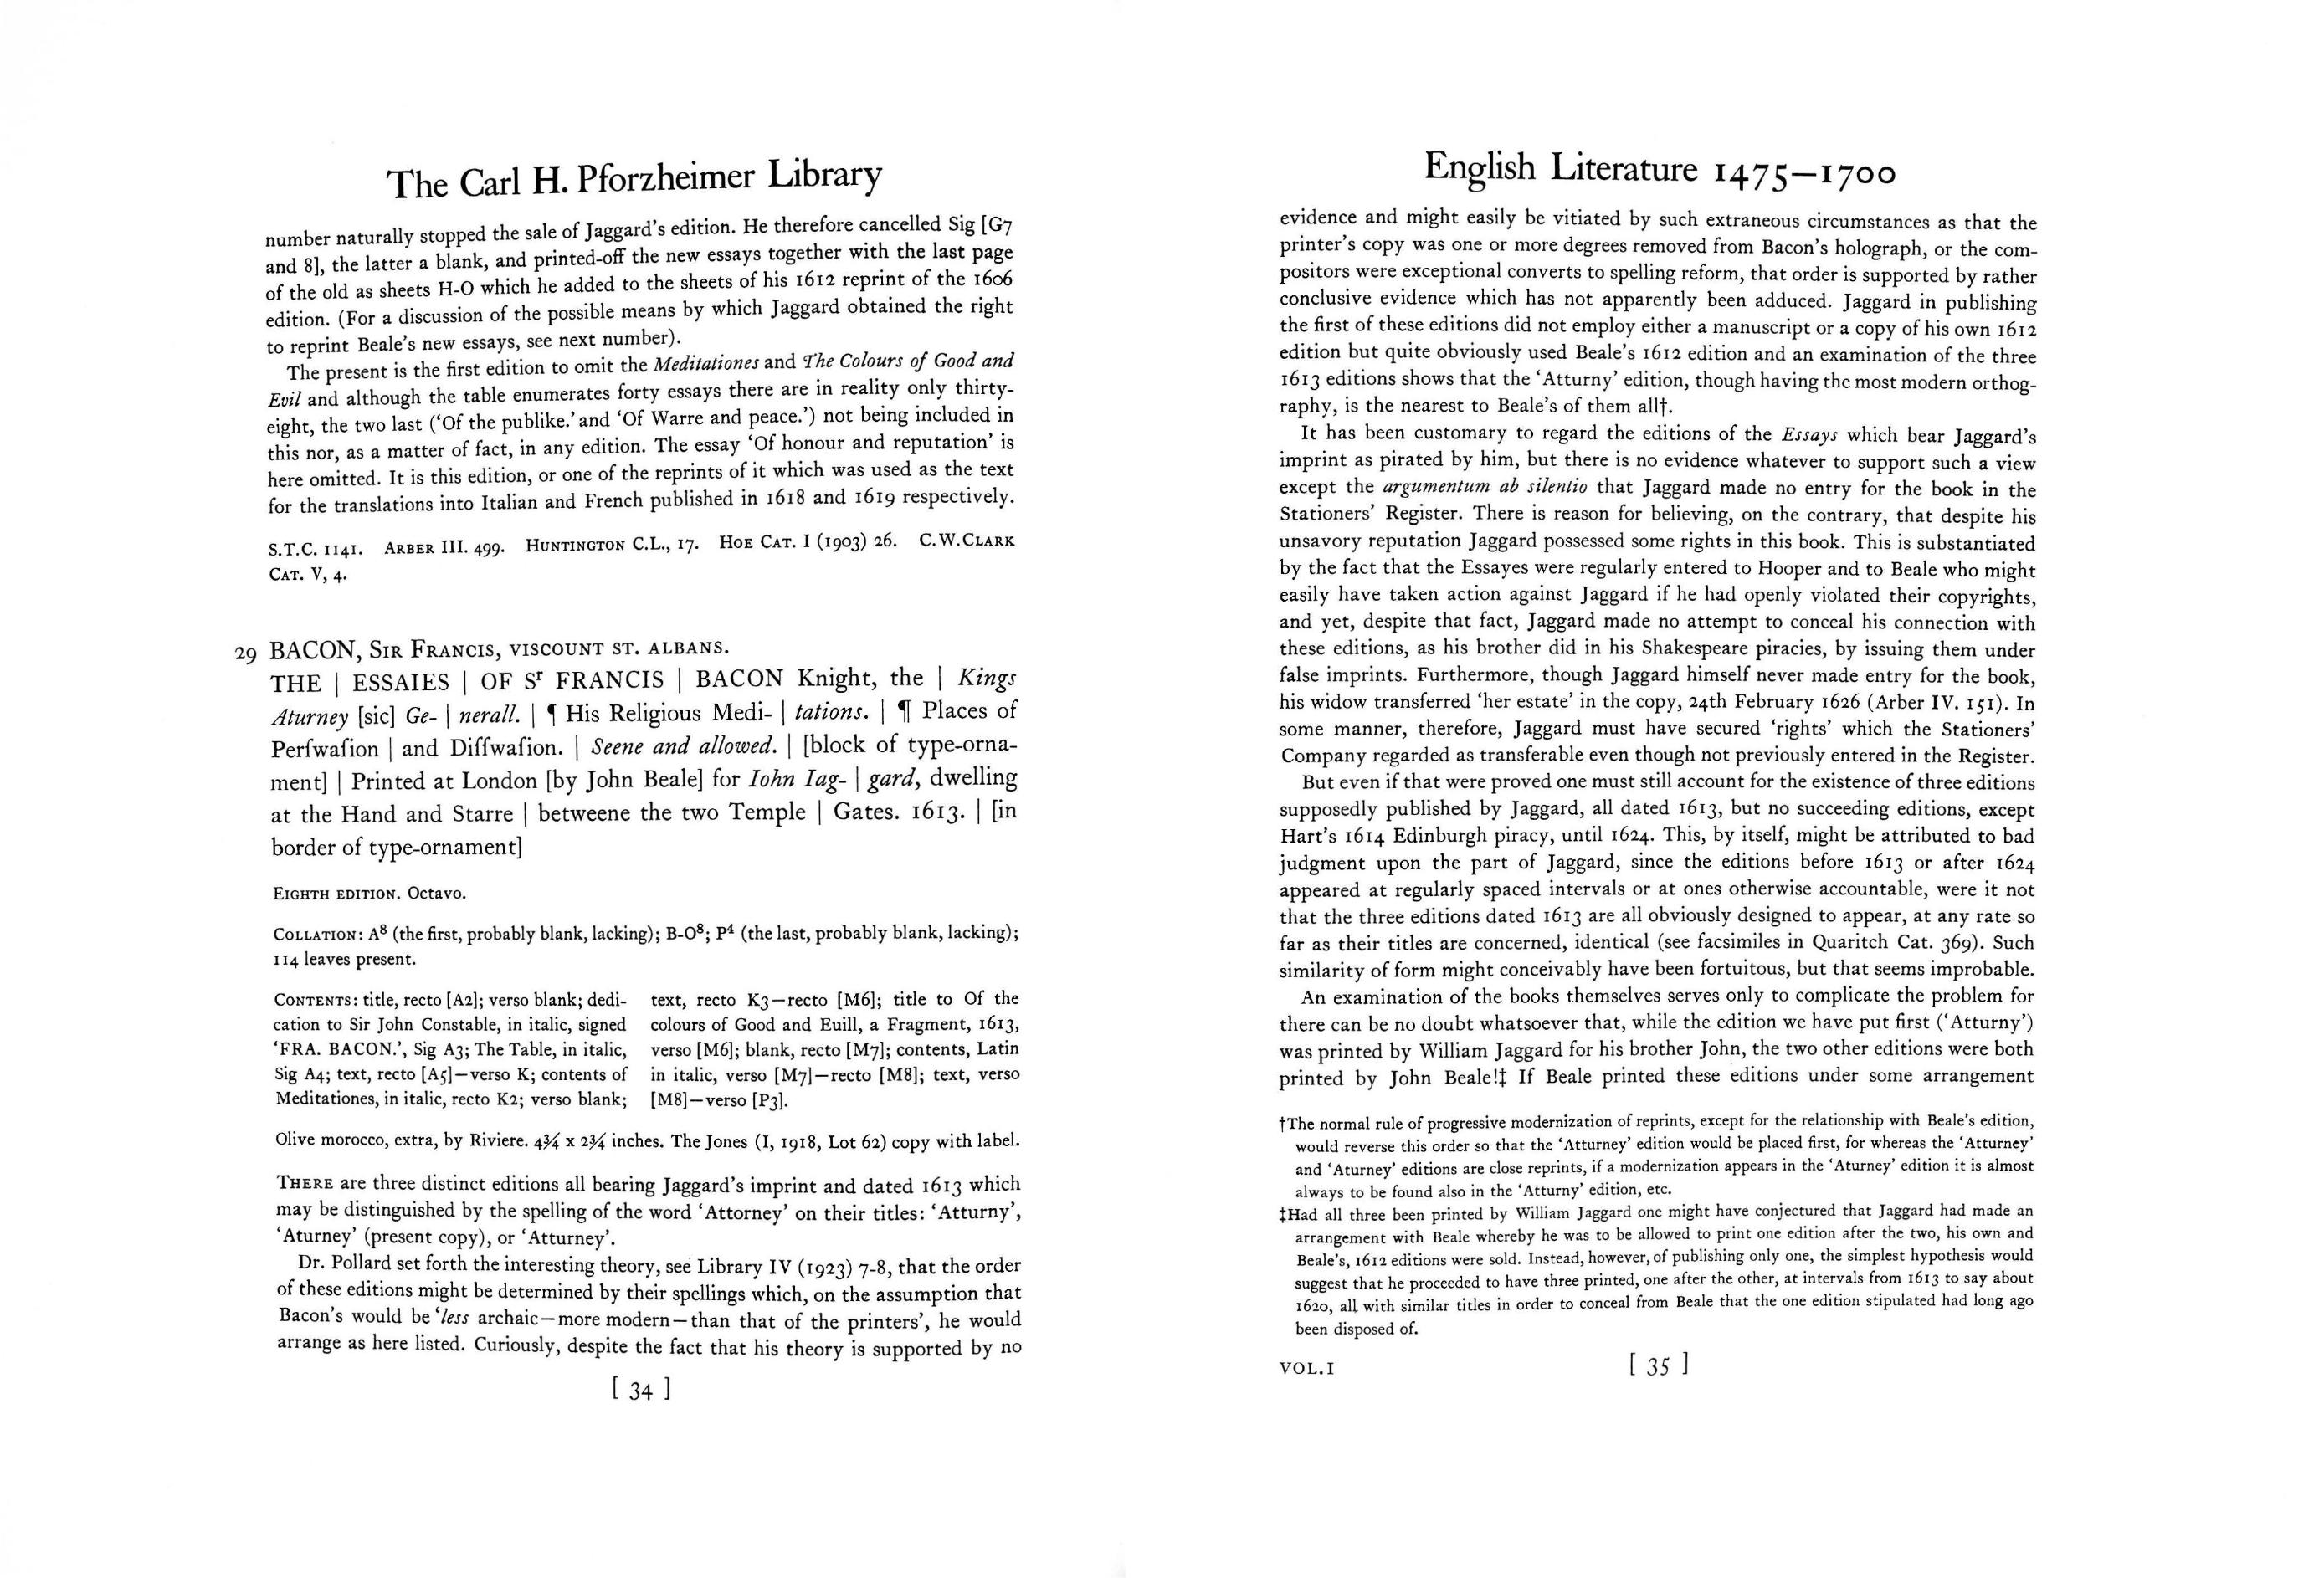 The Carl H. Pforzheimer Library
number naturally stopped the sale of Jaggard's edition. He therefore cancelled Sig [G7
and 8], the latter a blank, and printed-off the new essays together with the last page
of the old as sheets H-O which he added to the sheets of his 1612 reprint of the 1606
edition. (For a discussion of the possible means by which Jaggard obtained the right
to reprint Beale's new essays, see next number).
The present is the first edition to omit the Meditationes and The Colours of Good and
Evil and although the table enumerates forty essays there are in reality only thirty-
eight, the two last ('Of the publike.' and 'Of Warre and peace.') not being included in
this nor, as a matter of fact, in any edition. The essay 'Of honour and reputation' is
here omitted. It is this edition, or one of the reprints of it which was used as the text
for the translations into Italian and French published in 1618 and 1619 respectively.
S.T.C. 1141. ARBER III. 499. HUNTINGTON C.L., 17. HOE CAT. I (1903) 26. C.W.CLARK
CAT. V, 4.
29 BACON, SIR FRANCIS, VISCOUNT ST. ALBANS.
THE | ESSAIES | OF Sʳ FRANCIS | BACON Knight, the | Kings
Aturney [sic] Ge- | nerall. | ¶ His Religious Medi- | tations. | ¶ Places of
Perſwaſion | and Diſſwaſion. | Seene and allowed. | [block of type-orna-
ment] | Printed at London [by John Beale] for Iohn Iag- | gard, dwelling
at the Hand and Starre | betweene the two Temple | Gates. 1613. | [in
border of type-ornament]
EIGHTH EDITION. Octavo.
COLLATION: A⁸ (the first, probably blank, lacking); B-O⁸; P⁴ (the last, probably blank, lacking);
114 leaves present.
CONTENTS: title, recto [A2]; verso blank; dedi-
cation to Sir John Constable, in italic, signed
'FRA. BACON.', Sig A3; The Table, in italic,
Sig A4; text, recto [A5]—verso K; contents of
Meditationes, in italic, recto K2; verso blank;
text, recto K3—recto [M6]; title to Of the
colours of Good and Euill, a Fragment, 1613,
verso [M6]; blank, recto [M7]; contents, Latin
in italic, verso [M7]—recto [M8]; text, verso
[M8]—verso [P3].
Olive morocco, extra, by Riviere. 4¾ x 2¾ inches. The Jones (I, 1918, Lot 62) copy with label.
THERE are three distinct editions all bearing Jaggard's imprint and dated 1613 which
may be distinguished by the spelling of the word 'Attorney' on their titles: 'Atturny',
'Aturney' (present copy), or 'Atturney'.
Dr. Pollard set forth the interesting theory, see Library IV (1923) 7-8, that the order
of these editions might be determined by their spellings which, on the assumption that
Bacon's would be 'less archaic—more modern—than that of the printers', he would
arrange as here listed. Curiously, despite the fact that his theory is supported by no
[ 34 ]
English Literature 1475—1700
evidence and might easily be vitiated by such extraneous circumstances as that the
printer's copy was one or more degrees removed from Bacon's holograph, or the com-
positors were exceptional converts to spelling reform, that order is supported by rather
conclusive evidence which has not apparently been adduced. Jaggard in publishing
the first of these editions did not employ either a manuscript or a copy of his own 1612
edition but quite obviously used Beale's 1612 edition and an examination of the three
1613 editions shows that the 'Atturny' edition, though having the most modern orthog-
raphy, is the nearest to Beale's of them all†.
It has been customary to regard the editions of the Essays which bear Jaggard's
imprint as pirated by him, but there is no evidence whatever to support such a view
except the argumentum ab silentio that Jaggard made no entry for the book in the
Stationers' Register. There is reason for believing, on the contrary, that despite his
unsavory reputation Jaggard possessed some rights in this book. This is substantiated
by the fact that the Essayes were regularly entered to Hooper and to Beale who might
easily have taken action against Jaggard if he had openly violated their copyrights,
and yet, despite that fact, Jaggard made no attempt to conceal his connection with
these editions, as his brother did in his Shakespeare piracies, by issuing them under
false imprints. Furthermore, though Jaggard himself never made entry for the book,
his widow transferred 'her estate' in the copy, 24th February 1626 (Arber IV. 151). In
some manner, therefore, Jaggard must have secured 'rights' which the Stationers'
Company regarded as transferable even though not previously entered in the Register.
But even if that were proved one must still account for the existence of three editions
supposedly published by Jaggard, all dated 1613, but no succeeding editions, except
Hart's 1614 Edinburgh piracy, until 1624. This, by itself, might be attributed to bad
judgment upon the part of Jaggard, since the editions before 1613 or after 1624
appeared at regularly spaced intervals or at ones otherwise accountable, were it not
that the three editions dated 1613 are all obviously designed to appear, at any rate so
far as their titles are concerned, identical (see facsimiles in Quaritch Cat. 369). Such
similarity of form might conceivably have been fortuitous, but that seems improbable.
An examination of the books themselves serves only to complicate the problem for
there can be no doubt whatsoever that, while the edition we have put first ('Atturny')
was printed by William Jaggard for his brother John, the two other editions were both
printed by John Beale!‡ If Beale printed these editions under some arrangement
†The normal rule of progressive modernization of reprints, except for the relationship with Beale's edition,
would reverse this order so that the 'Atturney' edition would be placed first, for whereas the 'Atturney'
and 'Aturney' editions are close reprints, if a modernization appears in the 'Aturney' edition it is almost
always to be found also in the 'Atturny' edition, etc.
‡Had all three been printed by William Jaggard one might have conjectured that Jaggard had made an
arrangement with Beale whereby he was to be allowed to print one edition after the two, his own and
Beale's, 1612 editions were sold. Instead, however, of publishing only one, the simplest hypothesis would
suggest that he proceeded to have three printed, one after the other, at intervals from 1613 to say about
1620, all with similar titles in order to conceal from Beale that the one edition stipulated had long ago
been disposed of.
VOL.I
[ 35 ]